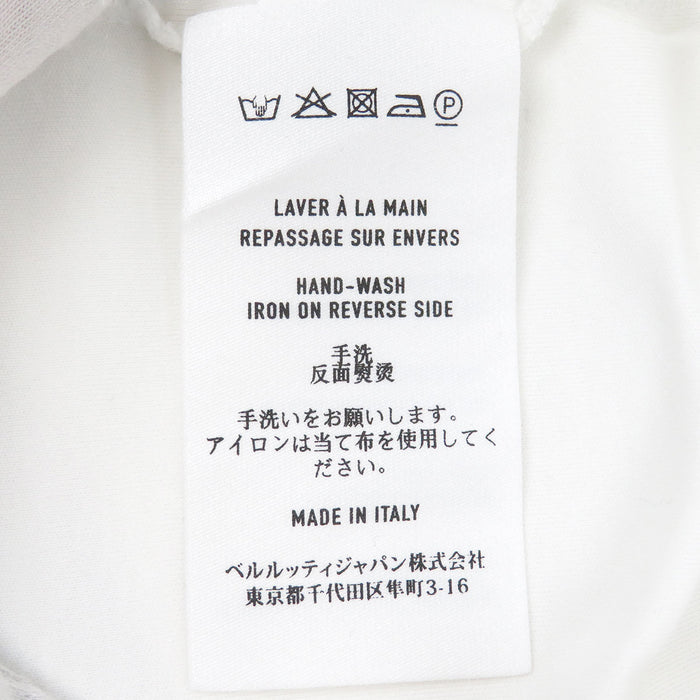 P
LAVER À LA MAIN
REPASSAGE SUR ENVERS
HAND-WASH
IRON ON REVERSE SIDE
手洗
反面熨烫
手洗いをお願いします。
アイロンは当て布を使用してく
ださい。
MADE IN ITALY
ベルルッティジャパン株式会社
東京都千代田区隼町3-16